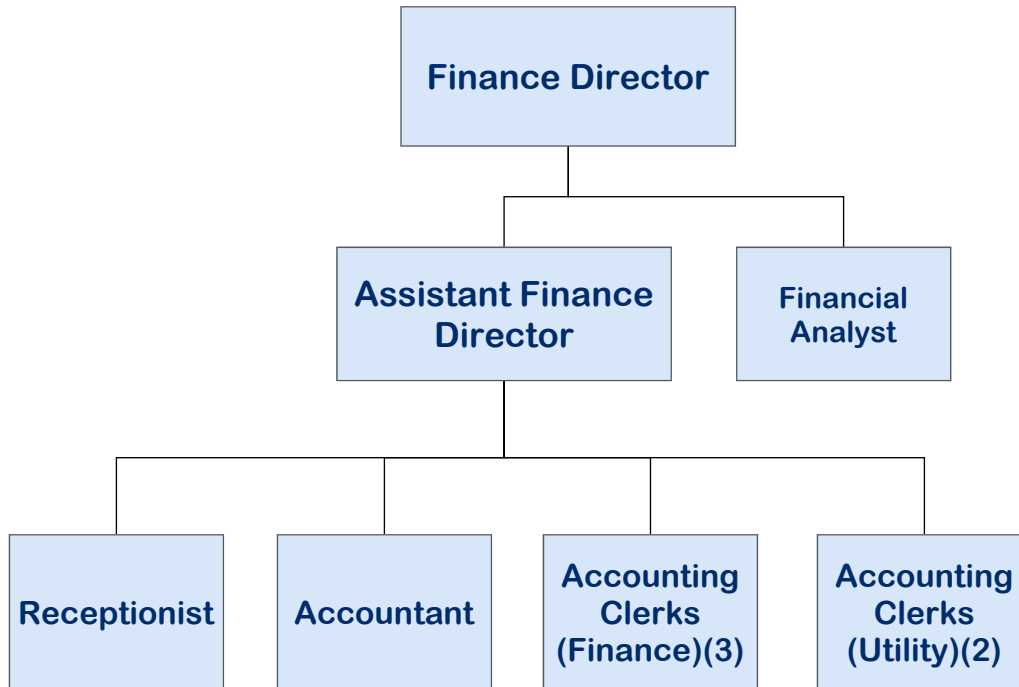 Finance Director
Assistant Finance
Director
Financial
Analyst
Receptionist
Accountant
Accounting
Clerks
(Finance)(3)
Accounting
Clerks
(Utility)(2)